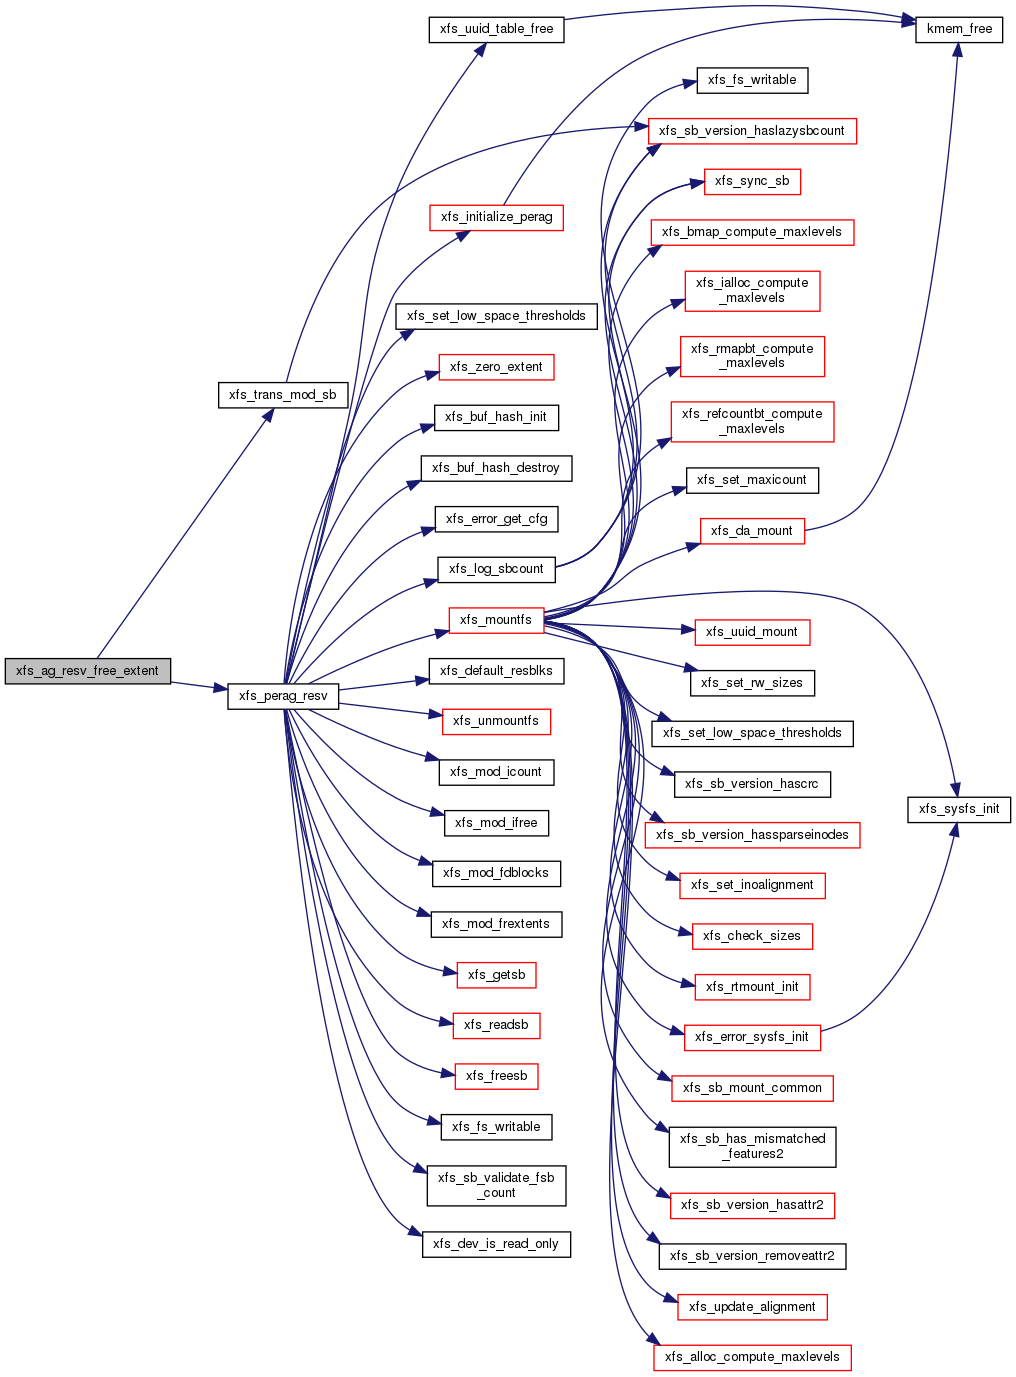 xfs_ag_resv_free_extent
xfs_trans_mod_sb
xfs_perag_resv
xfs_uuid_table_free
xfs_initialize_perag
xfs_set_low_space_thresholds
xfs_zero_extent
xfs_buf_hash_init
xfs_buf_hash_destroy
xfs_error_get_cfg
xfs_log_sbcount
xfs_mountfs
xfs_default_resblks
xfs_unmountfs
xfs_mod_icount
xfs_mod_ifree
xfs_mod_fdblocks
xfs_mod_frextents
xfs_getsb
xfs_readsb
xfs_freesb
xfs_fs_writable
xfs_sb_validate_fsb
_count
xfs_dev_is_read_only
xfs_fs_writable
xfs_sb_version_haslazysbcount
xfs_sync_sb
xfs_bmap_compute_maxlevels
xfs_ialloc_compute
_maxlevels
xfs_rmapbt_compute
_maxlevels
xfs_refcountbt_compute
_maxlevels
xfs_set_maxicount
xfs_da_mount
xfs_uuid_mount
xfs_set_rw_sizes
xfs_set_low_space_thresholds
xfs_sb_version_hascrc
xfs_sb_version_hassparseinodes
xfs_set_inoalignment
xfs_check_sizes
xfs_rtmount_init
xfs_error_sysfs_init
xfs_sb_mount_common
xfs_sb_has_mismatched
_features2
xfs_sb_version_hasattr2
xfs_sb_version_removeattr2
xfs_update_alignment
xfs_alloc_compute_maxlevels
kmem_free
xfs_sysfs_init